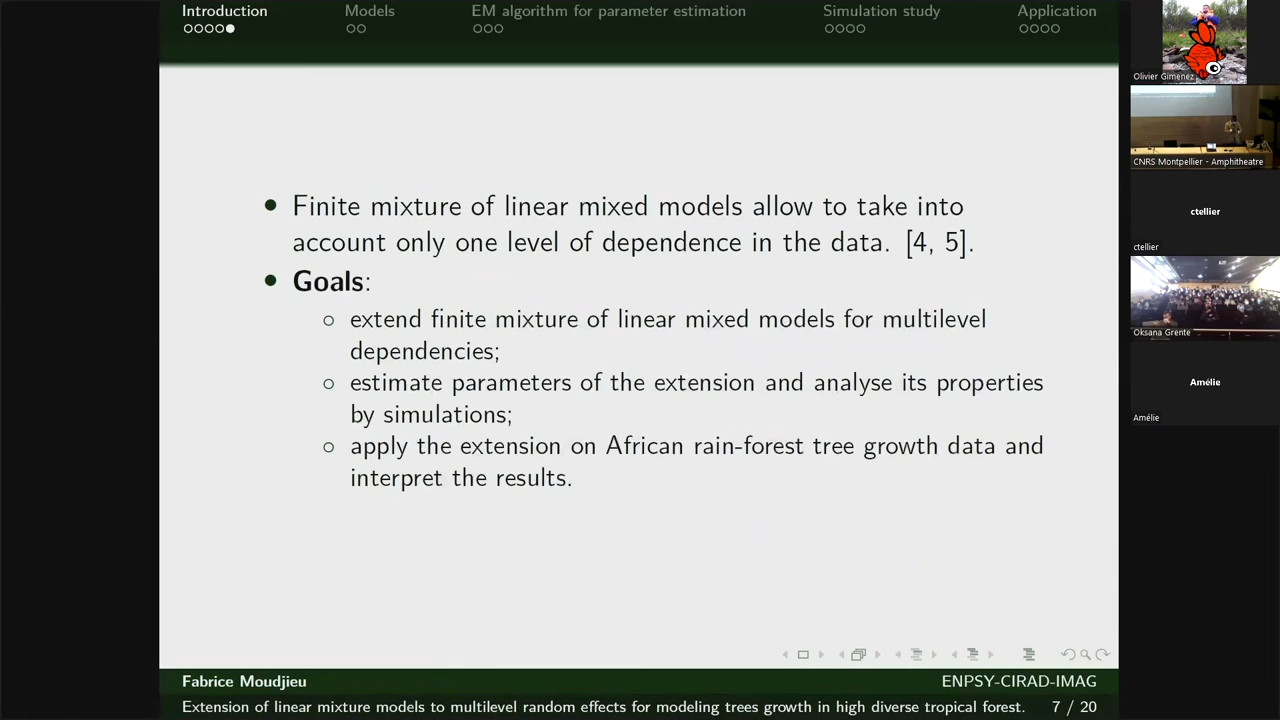 Introduction
Models
EM algorithm for parameter estimation
Simulation study
Application
Finite mixture of linear mixed models allow to take into
account only one level of dependence in the data. [4, 5].
Goals:
extend finite mixture of linear mixed models for multilevel
dependencies;
estimate parameters of the extension and analyse its properties
by simulations;
apply the extension on African rain-forest tree growth data and
interpret the results.
Fabrice Moudjieu
ENPSY-CIRAD-IMAG
Extension of linear mixture models to multilevel random effects for modeling trees growth in high diverse tropical forest.
7 / 20
Olivier Gimenez
CNRS Montpellier - Amphitheatre
ctellier
ctellier
Oksana Grente
Amélie
Amélie